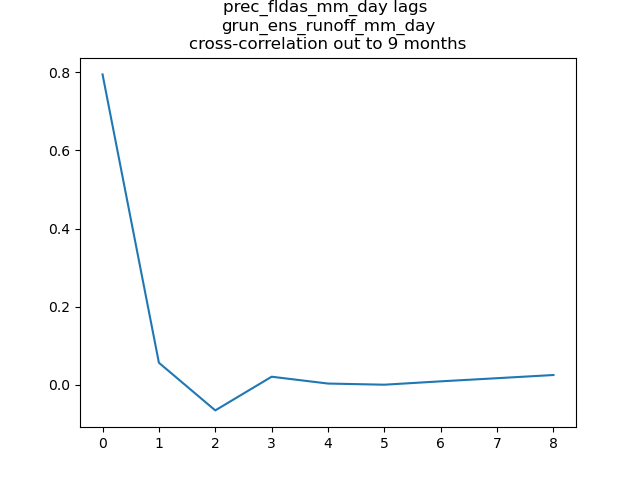 prec_fldas_mm_day lags
grun_ens_runoff_mm_day
cross-correlation out to 9 months
0.8
0.6
0.4
0.2
0.0
0 1 2 3 4 5 6 7 8